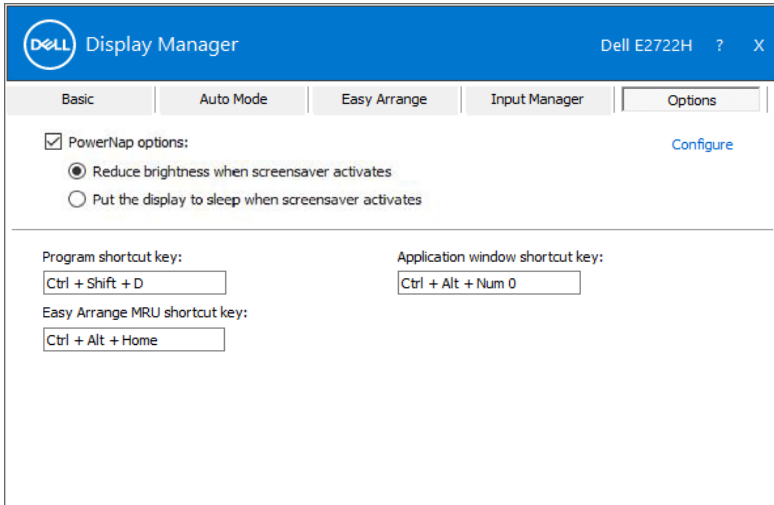 DELL Display Manager Dell E2722H ? X
Basic Auto Mode Easy Arrange Input Manager Options
PowerNap options: Configure
Reduce brightness when screensaver activates
Put the display to sleep when screensaver activates
Program shortcut key: Application window shortcut key:
Ctrl + Shift + D Ctrl + Alt + Num 0
Easy Arrange MRU shortcut key:
Ctrl + Alt + Home